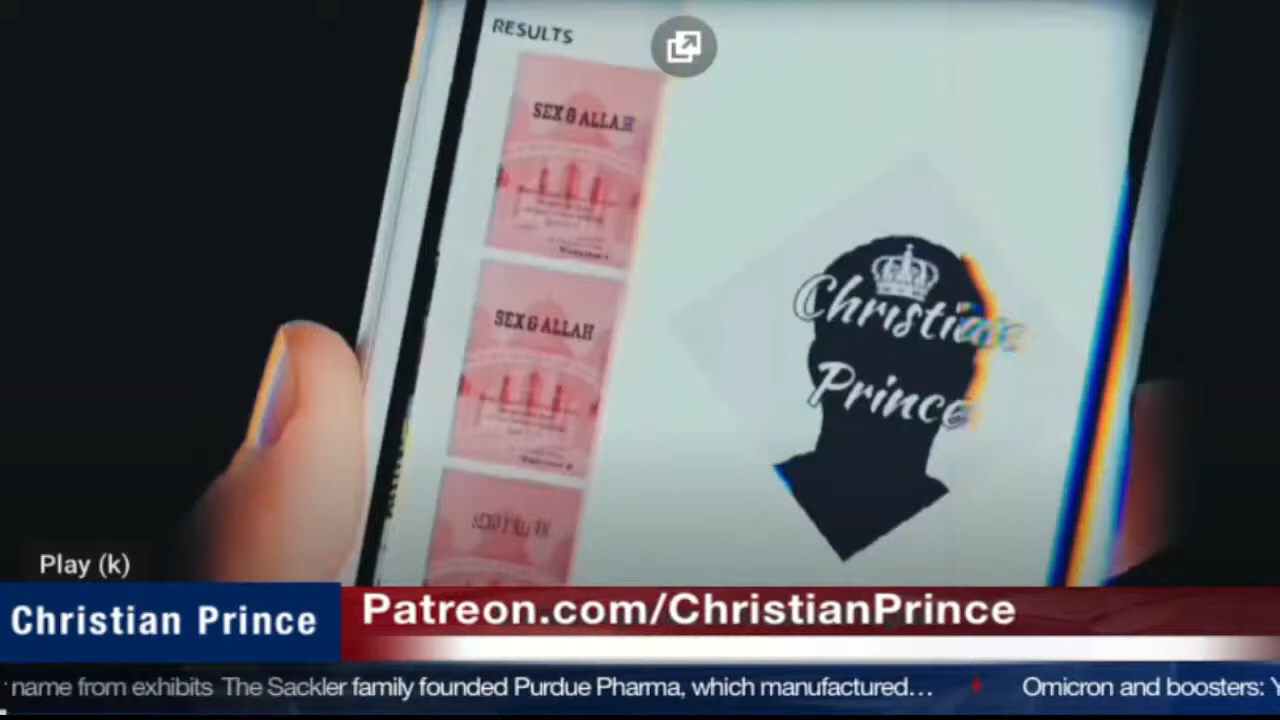 RESULTS
SEX & ALLAH
SEX & ALLAH
Christian
Prince
Play (k)
Christian Prince
Patreon.com/ChristianPrince
name from exhibits The Sackler family founded Purdue Pharma, which manufactured...
Omicron and boosters: Y